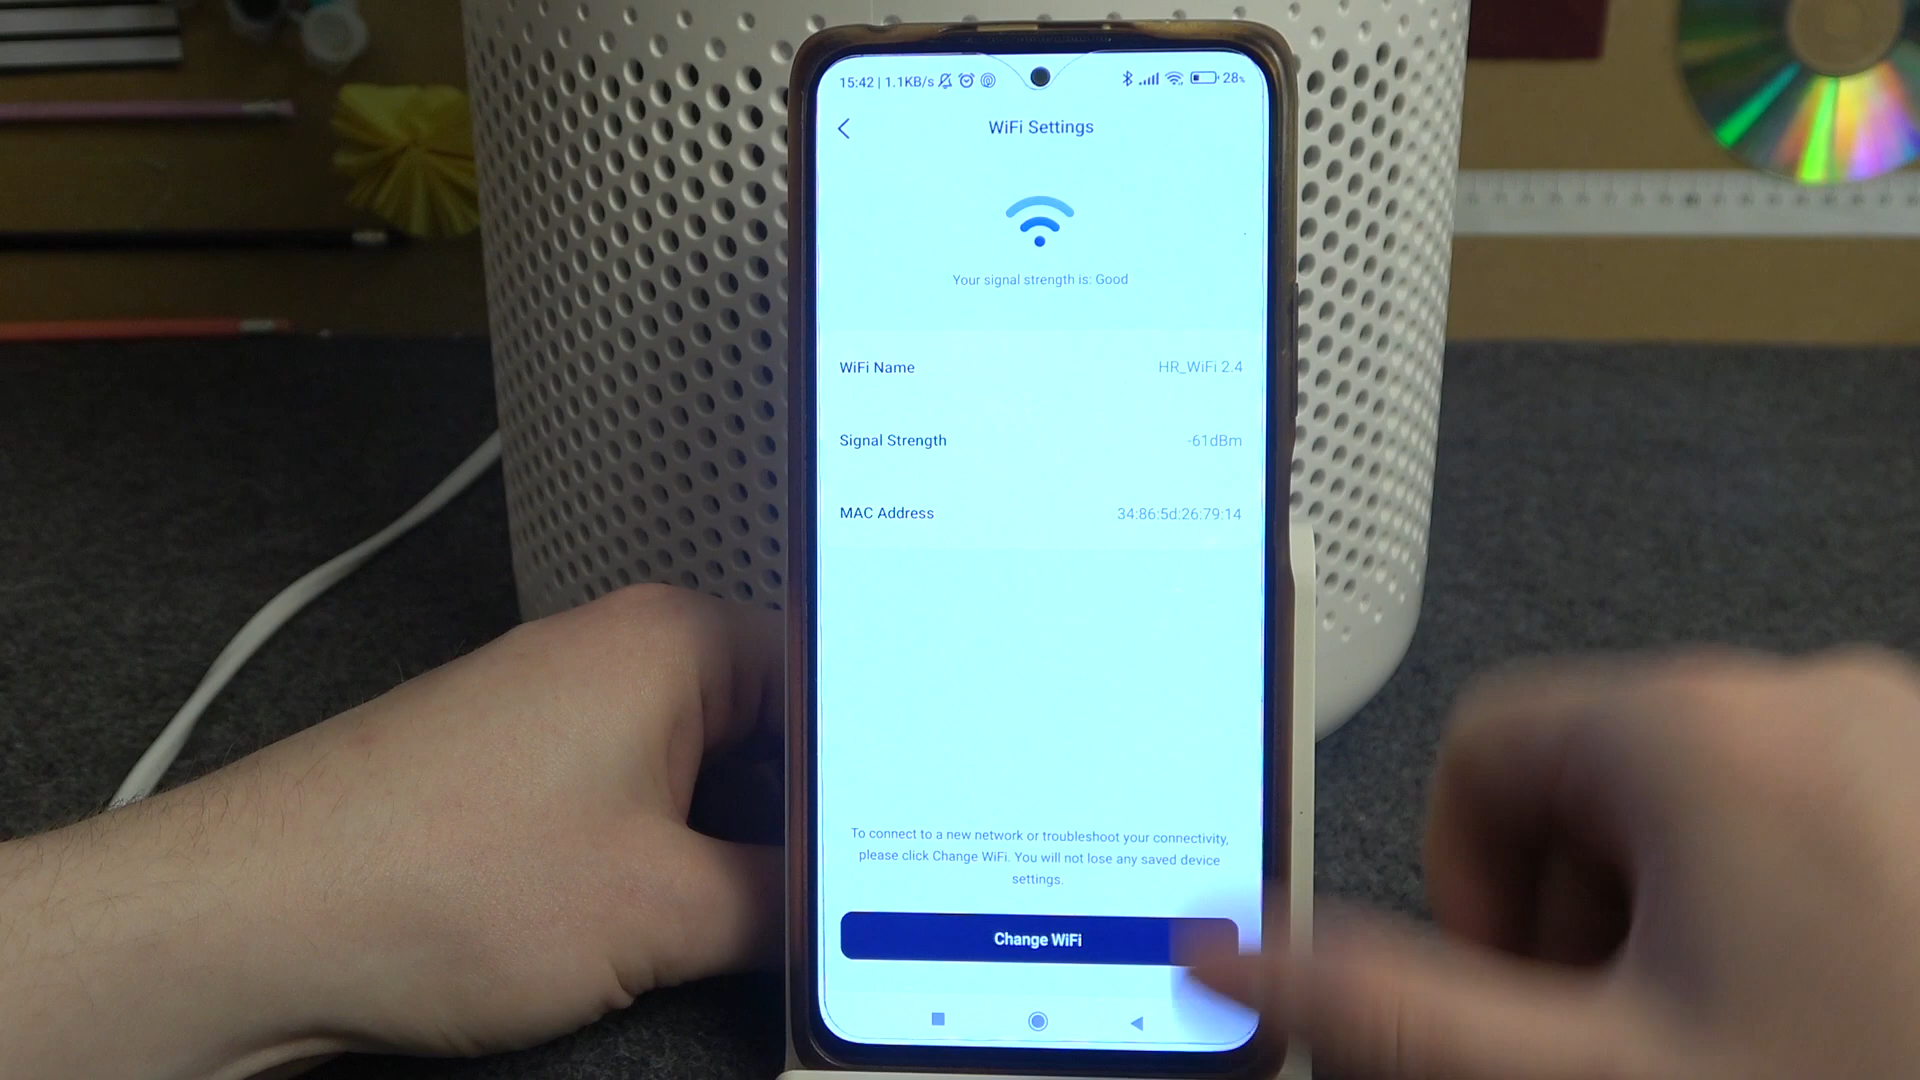 15:42 | 1.1KB/s 28%
WiFi Settings
Your signal strength is: Good
WiFi Name HR_WiFi 2.4
Signal Strength -61dBm
MAC Address 34:86:5d:26:79:14
To connect to a new network or troubleshoot your connectivity,
please click Change WiFi. You will not lose any saved device
settings.
Change WiFi